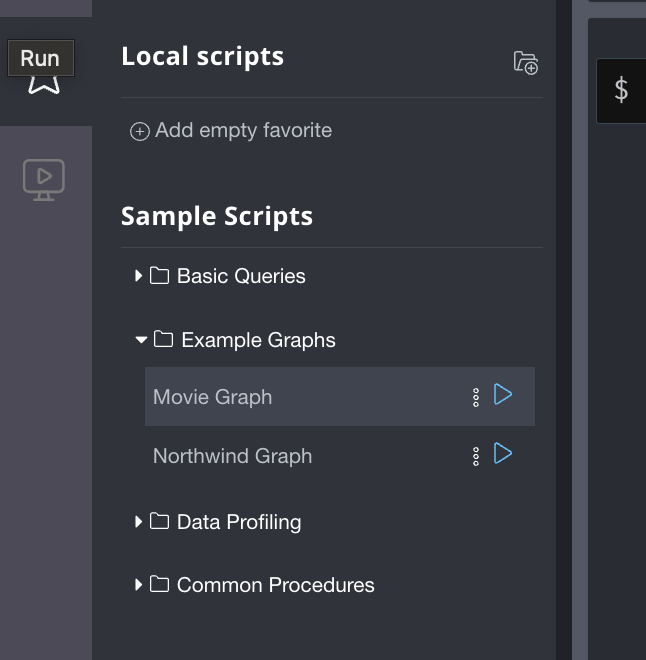 Run
Local scripts
Add empty favorite
Sample Scripts
Basic Queries
Example Graphs
Movie Graph
Northwind Graph
Data Profiling
Common Procedures
$